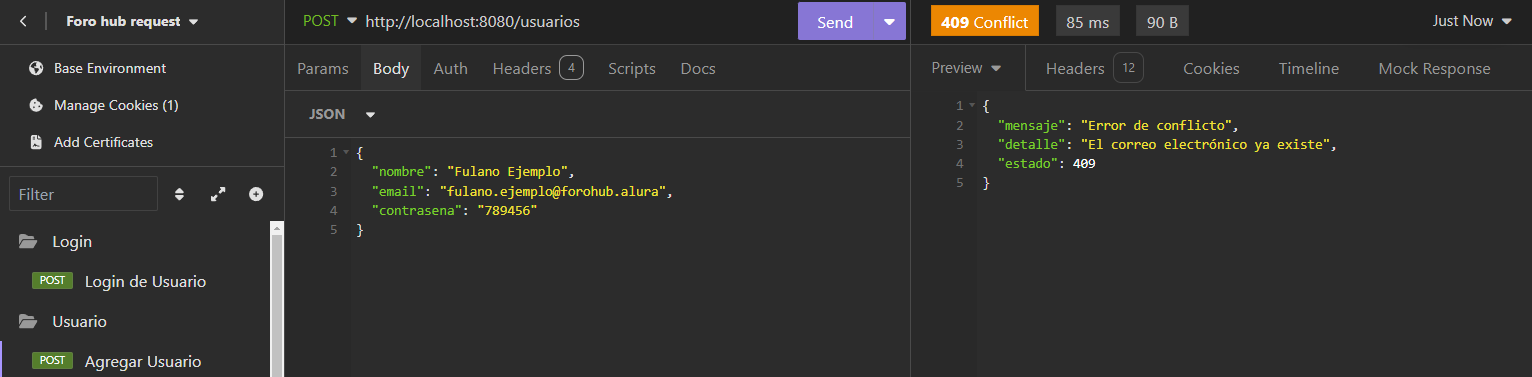 Foro hub request
Base Environment
Manage Cookies (1)
Add Certificates
Filter
Login
POST Login de Usuario
Usuario
POST Agregar Usuario
POST http://localhost:8080/usuarios Send
Params Body Auth Headers 4 Scripts Docs
JSON
1 {
2 "nombre": "Fulano Ejemplo",
3 "email": "fulano.ejemplo@forohub.alura",
4 "contrasena": "789456"
5 }
409 Conflict 85 ms 90 B Just Now
Preview Headers 12 Cookies Timeline Mock Response
1 {
2 "mensaje": "Error de conflicto",
3 "detalle": "El correo electrónico ya existe",
4 "estado": 409
5 }